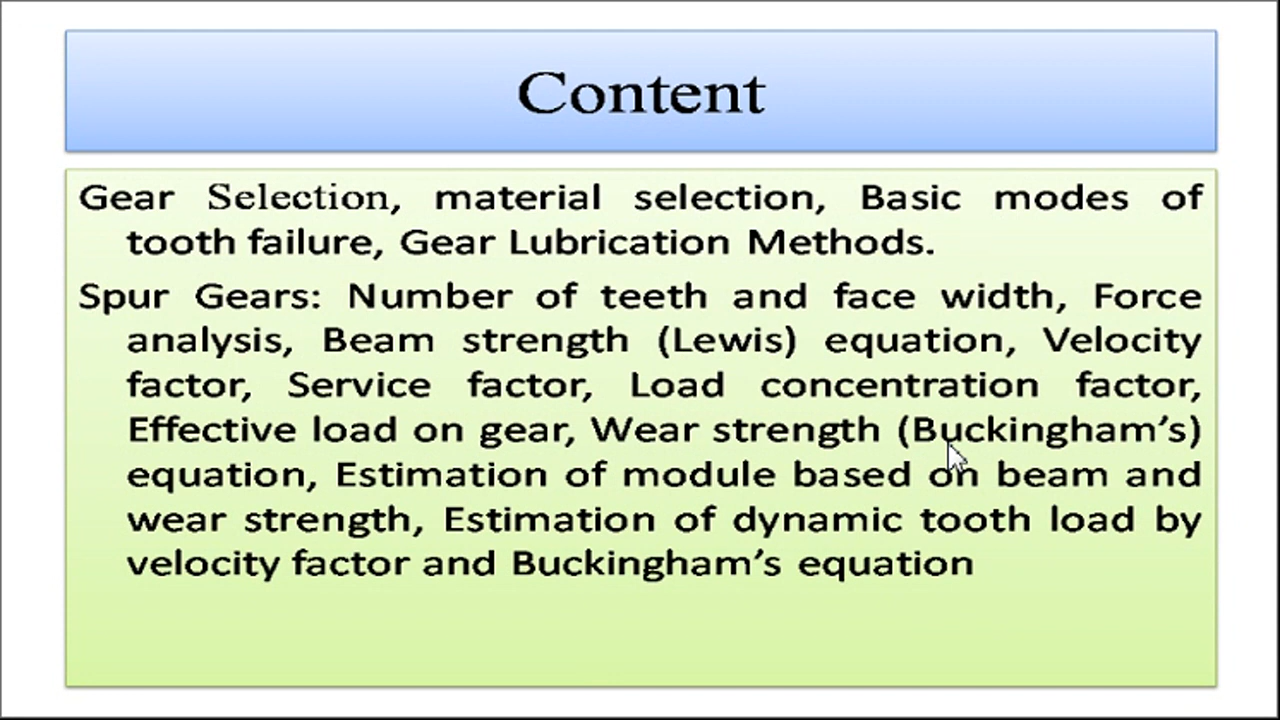 Content
Gear Selection, material selection, Basic modes of
tooth failure, Gear Lubrication Methods.
Spur Gears: Number of teeth and face width, Force
analysis, Beam strength (Lewis) equation, Velocity
factor, Service factor, Load concentration factor,
Effective load on gear, Wear strength (Buckingham’s)
equation, Estimation of module based on beam and
wear strength, Estimation of dynamic tooth load by
velocity factor and Buckingham’s equation